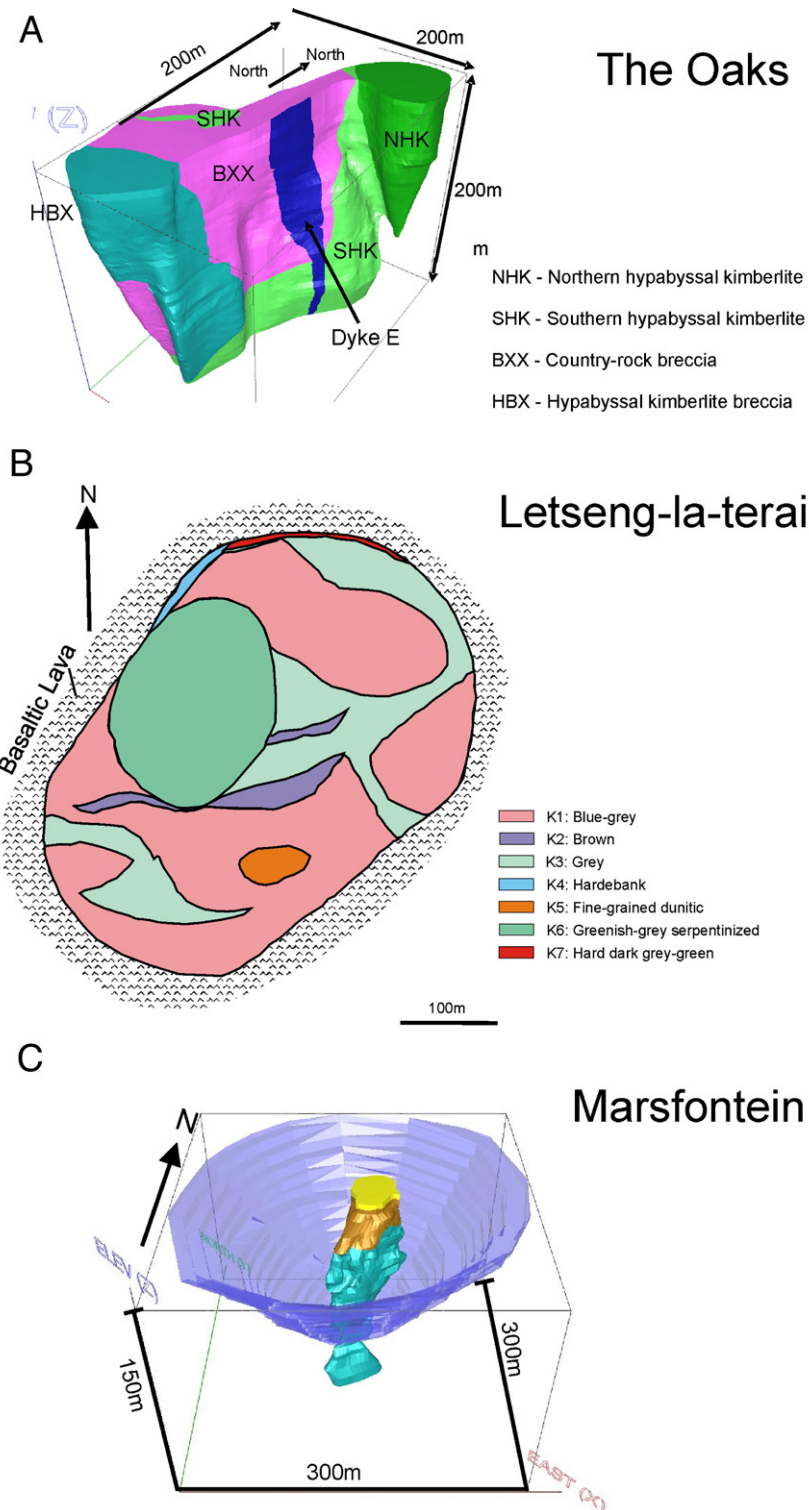 A
The Oaks
200m
200m
North
North
(Z)
SHK
NHK
BXX
HBX
200m
SHK
m
Dyke E
NHK - Northern hypabyssal kimberlite
SHK - Southern hypabyssal kimberlite
BXX - Country-rock breccia
HBX - Hypabyssal kimberlite breccia
B
Letseng-la-terai
N
Basaltic Lava
K1: Blue-grey
K2: Brown
K3: Grey
K4: Hardebank
K5: Fine-grained dunitic
K6: Greenish-grey serpentinized
K7: Hard dark grey-green
100m
C
Marsfontein
N
ELEV (Z)
150m
300m
300m
EAST (X)